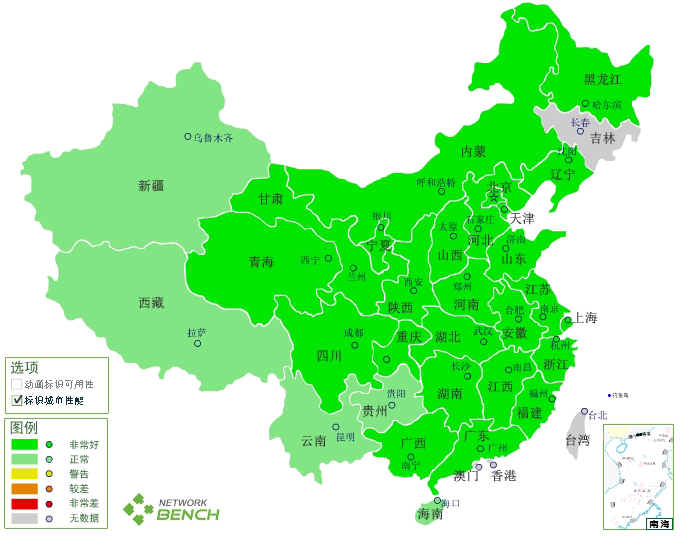 黑龙江
哈尔滨
长春
吉林
沈阳
辽宁
内蒙
呼和浩特
北京
天津
乌鲁木齐
新疆
甘肃
银川
宁夏
太原
石家庄
河北
山西
济南
山东
青海
西宁
兰州
西安
陕西
郑州
河南
江苏
南京
合肥
安徽
上海
西藏
拉萨
成都
四川
重庆
湖北
武汉
杭州
浙江
长沙
湖南
南昌
江西
福州
福建
贵阳
贵州
云南
昆明
广西
南宁
广东
广州
澳门
香港
台北
台湾
钓鱼岛
海口
海南
南海
选项
动画标识可用性
标识城市性能
图例
非常好
正常
警告
较差
非常差
无数据
NETWORK
BENCH